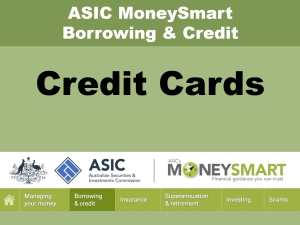 ASIC MoneySmart
Borrowing & Credit
Credit Cards
ASIC
Australian Securities &
Investments Commission
ASIC's
MONEYSMART
Financial guidance you can trust
Managing
your money
Borrowing
& credit
Insurance
Superannuation
& retirement
Investing
Scams